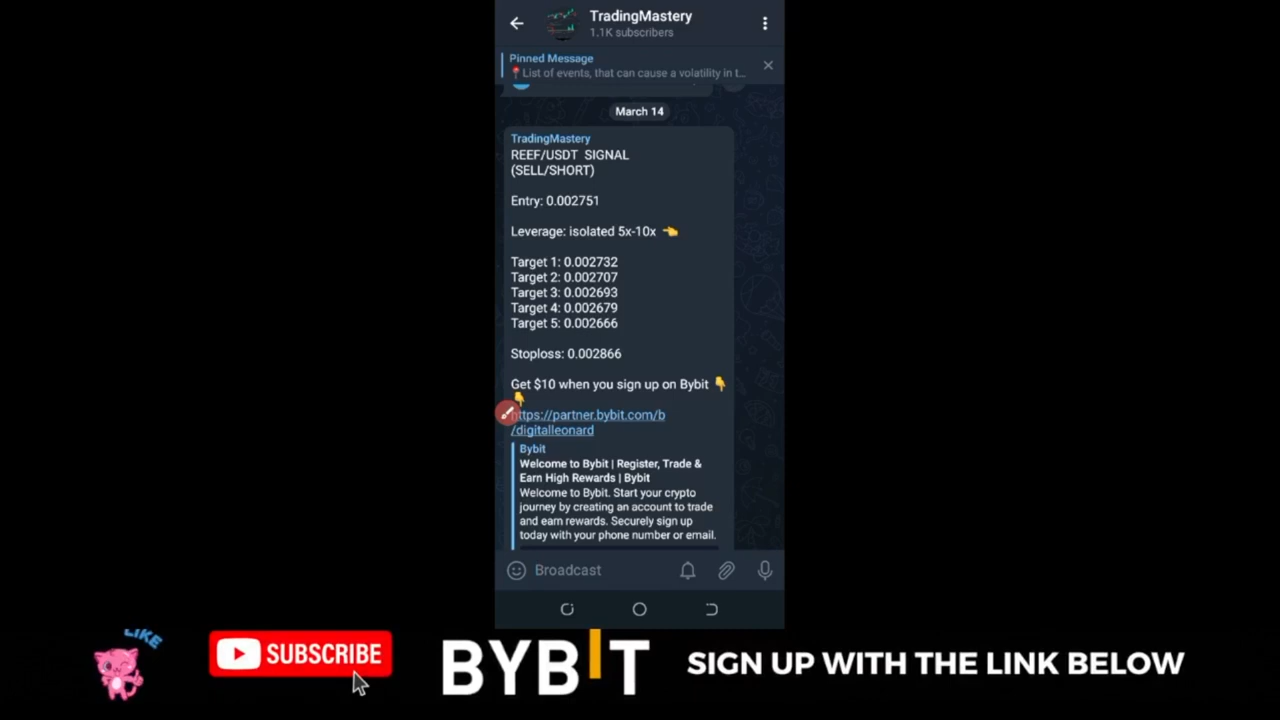 TradingMastery
1.1K subscribers
Pinned Message
List of events, that can cause a volatility in t...
March 14
TradingMastery
REEF/USDT SIGNAL
(SELL/SHORT)
Entry: 0.002751
Leverage: isolated 5x-10x 👈
Target 1: 0.002732
Target 2: 0.002707
Target 3: 0.002693
Target 4: 0.002679
Target 5: 0.002666
Stoploss: 0.002866
Get $10 when you sign up on Bybit 👇
👇
https://partner.bybit.com/b
/digitalleonard
Bybit
Welcome to Bybit | Register, Trade &
Earn High Rewards | Bybit
Welcome to Bybit. Start your crypto
journey by creating an account to trade
and earn rewards. Securely sign up
today with your phone number or email.
Broadcast
LIKE
SUBSCRIBE
BYBIT
SIGN UP WITH THE LINK BELOW